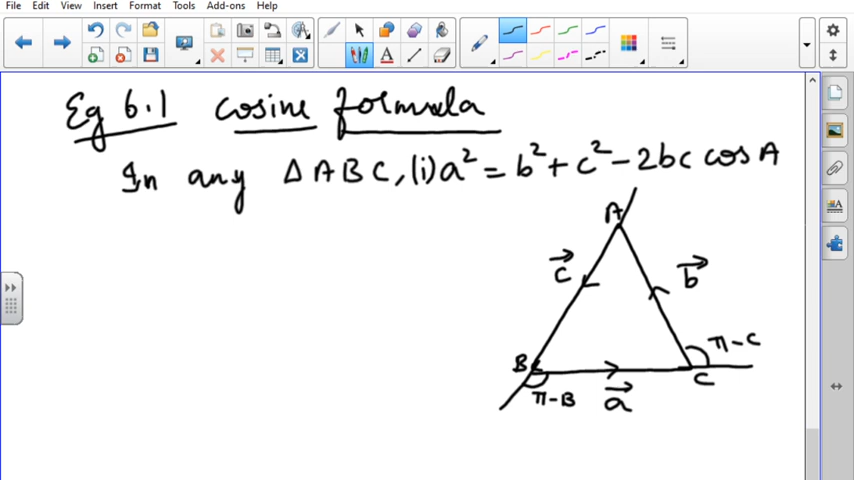 File Edit View Insert Format Tools Add-ons Help
Eg 6.1 cosine formula
In any Δ ABC, (i) a² = b² + c² - 2bc cos A
A
c⃗
b⃗
π-C
B
C
π-B
a⃗